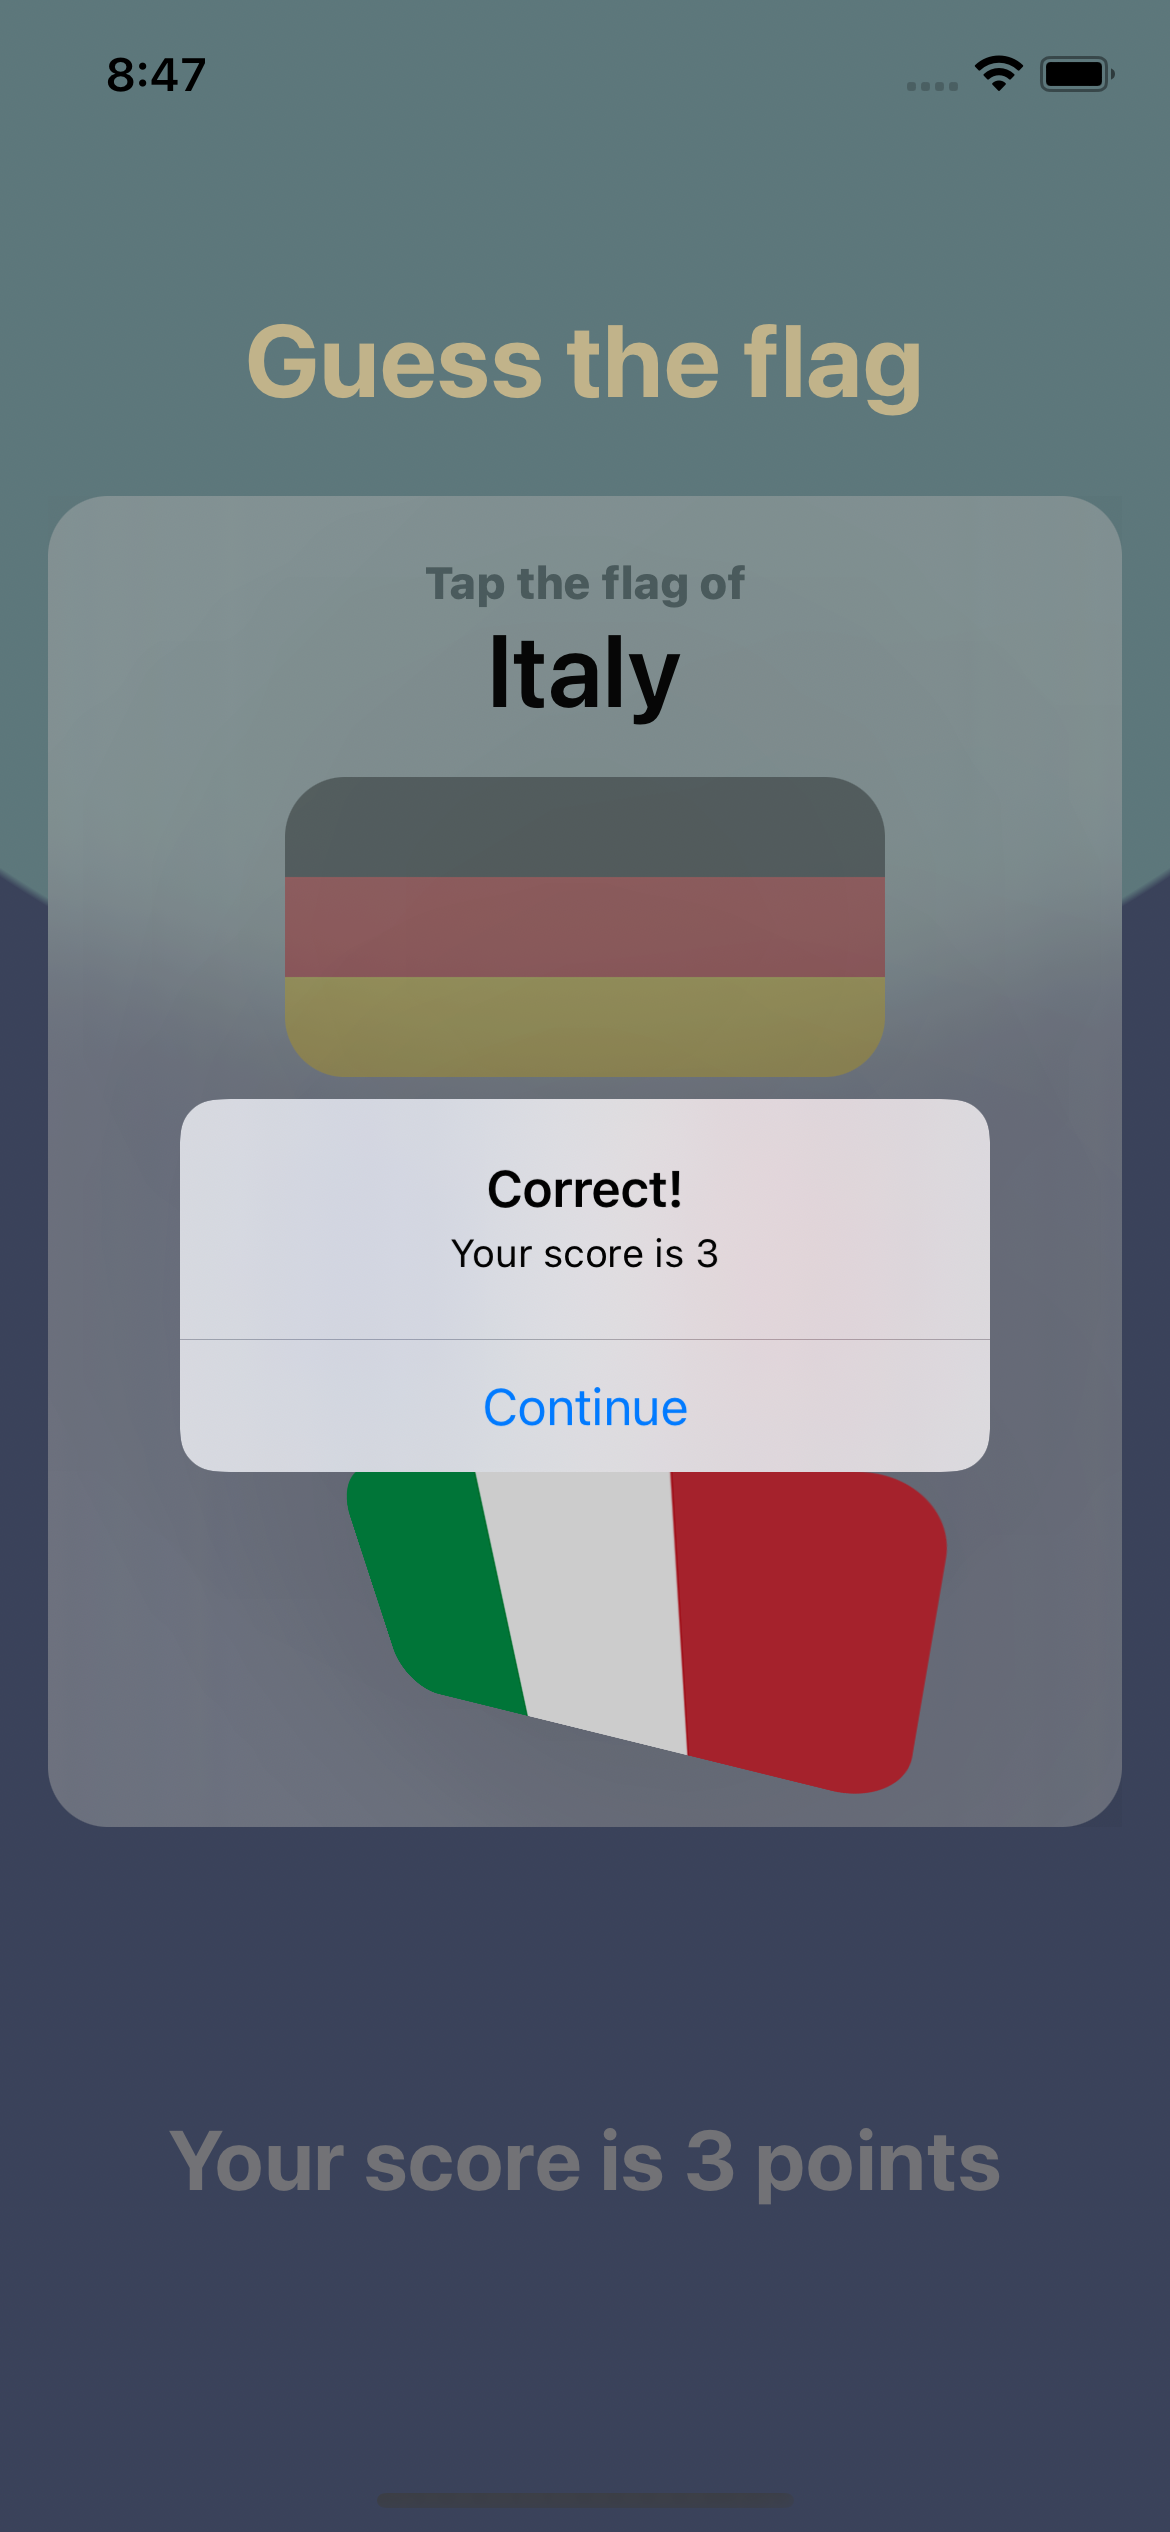 8:47
Guess the flag
Tap the flag of
Italy
Correct!
Your score is 3
Continue
Your score is 3 points